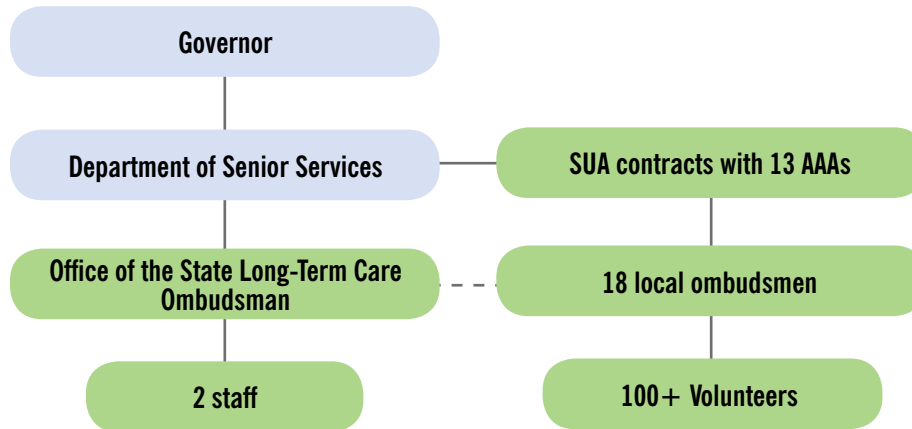 Governor
Department of Senior Services
SUA contracts with 13 AAAs
Office of the State Long-Term Care
Ombudsman
18 local ombudsmen
2 staff
100+ Volunteers